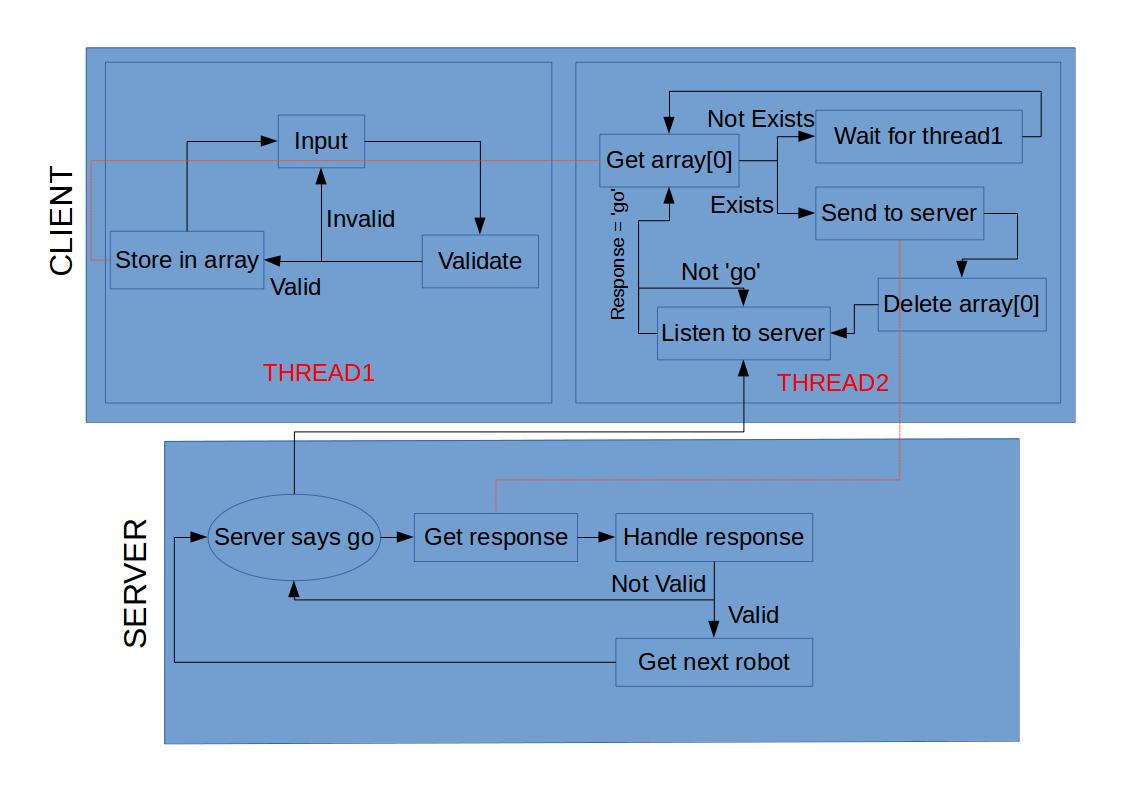 CLIENT
Input
Invalid
Store in array
Validate
Valid
THREAD1
Not Exists
Wait for thread1
Get array[0]
Exists
Send to server
Response = 'go'
Not 'go'
Delete array[0]
Listen to server
THREAD2
SERVER
Server says go
Get response
Handle response
Not Valid
Valid
Get next robot